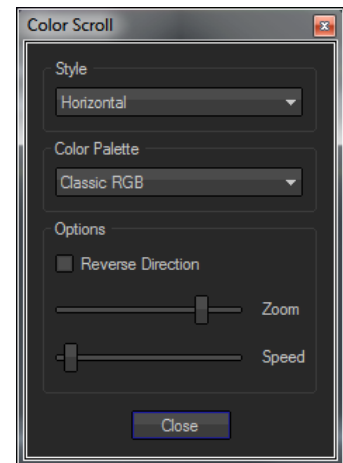 Color Scroll
Style
Horizontal
Color Palette
Classic RGB
Options
Reverse Direction
Zoom
Speed
Close